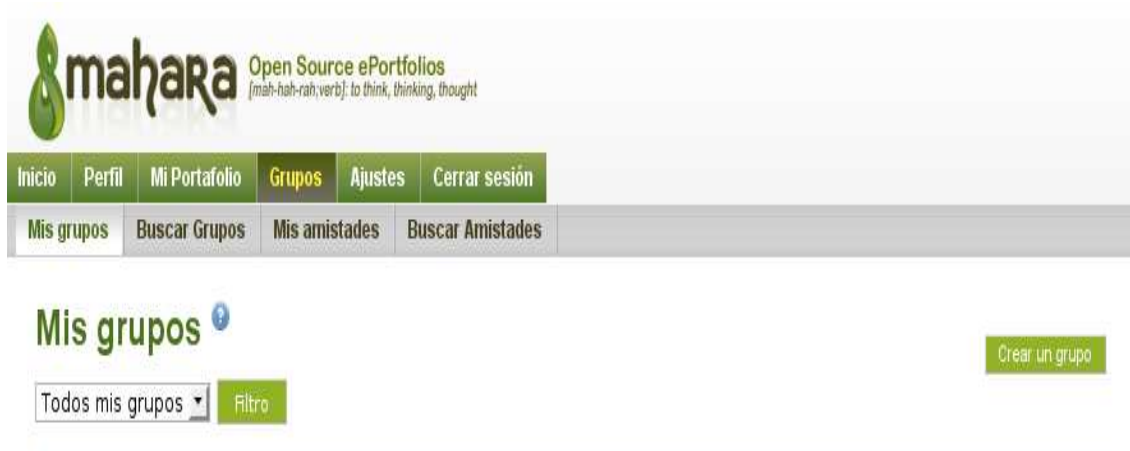 mahara Open Source ePortfolios
[mah-hah-rah;verb]: to think, thinking, thought
Inicio Perfil Mi Portafolio Grupos Ajustes Cerrar sesión
Mis grupos Buscar Grupos Mis amistades Buscar Amistades
Mis grupos ?
Crear un grupo
Todos mis grupos Filtro